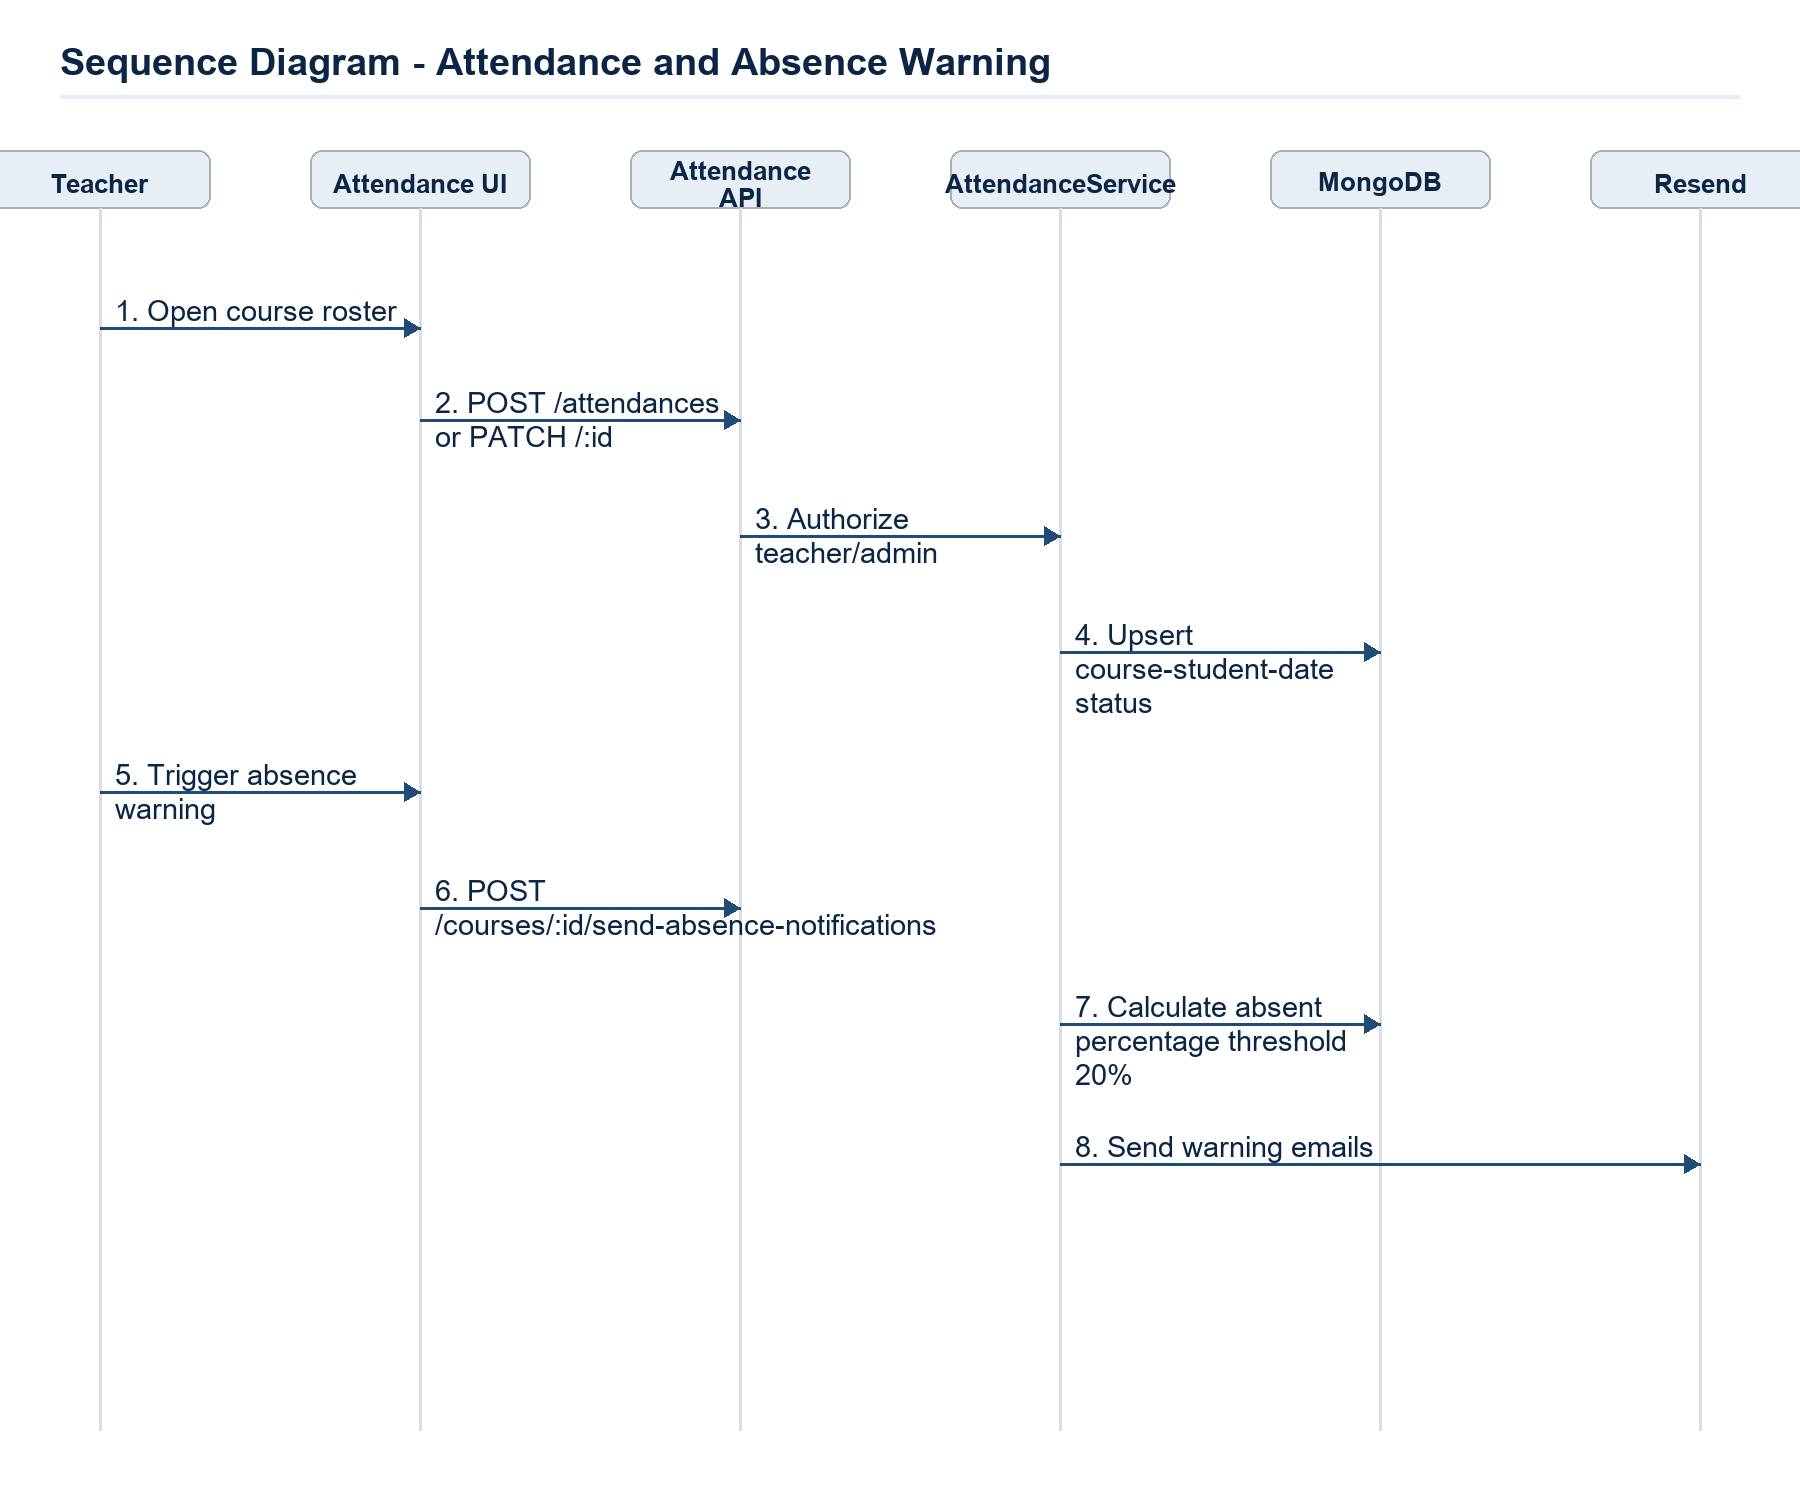 Sequence Diagram - Attendance and Absence Warning
Teacher
Attendance UI
Attendance
API
AttendanceService
MongoDB
Resend
1. Open course roster
2. POST /attendances
or PATCH /:id
3. Authorize
teacher/admin
4. Upsert
course-student-date
status
5. Trigger absence
warning
6. POST
/courses/:id/send-absence-notifications
7. Calculate absent
percentage threshold
20%
8. Send warning emails